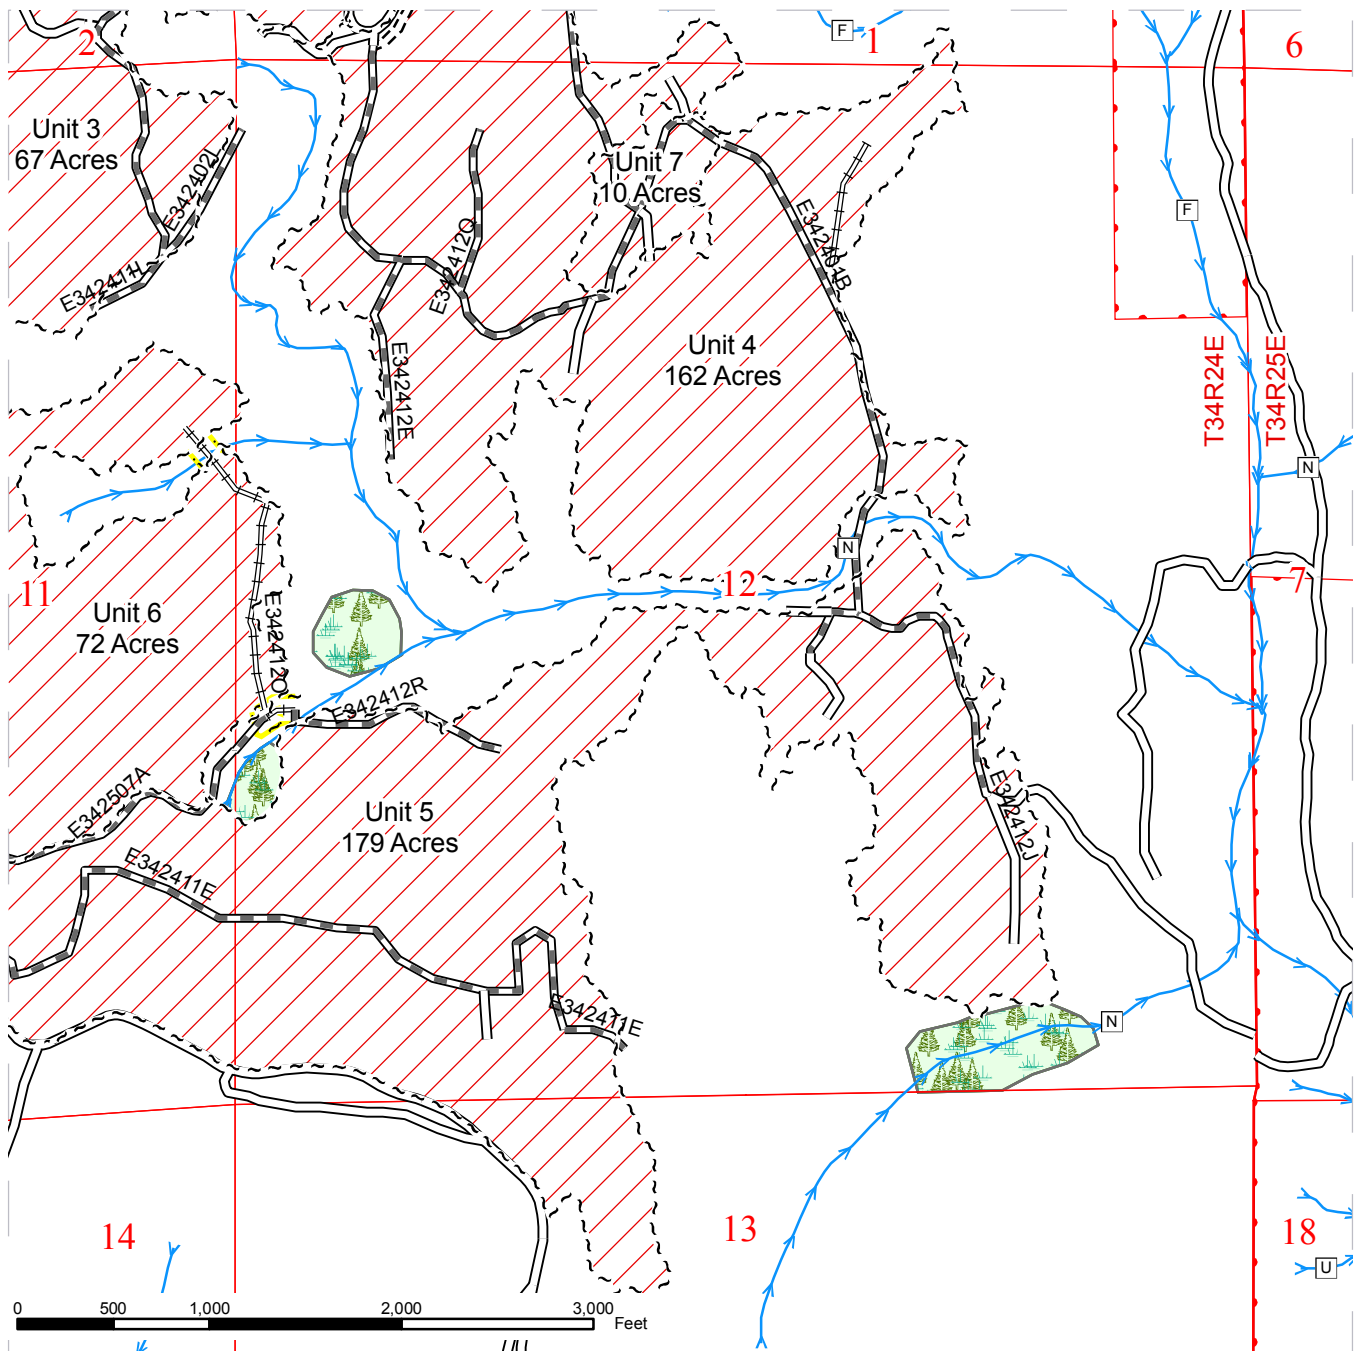 2
F
1
6
Unit 3
67 Acres
E342402J
Unit 7
10 Acres
F
E342401B
E342412Q
E342411L
T34R24E
T34R25E
Unit 4
162 Acres
E342412E
N
N
11
12
7
Unit 6
72 Acres
E342412O
E342412R
E342507A
Unit 5
179 Acres
E342412J
E342411E
E342411E
N
14
13
18
U
0 500 1,000 2,000 3,000
Feet